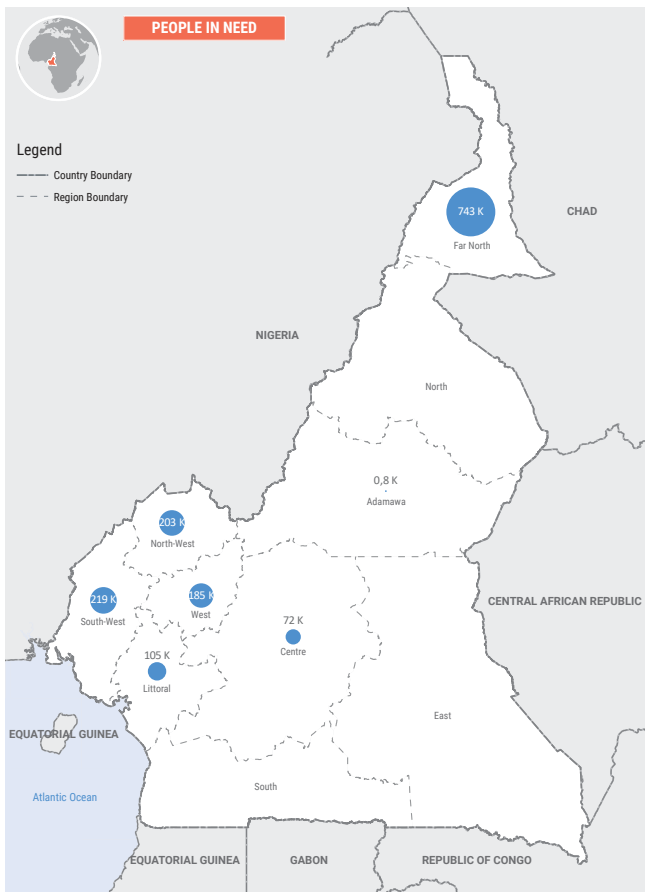 PEOPLE IN NEED
Legend
Country Boundary
Region Boundary
743 K
Far North
CHAD
NIGERIA
North
0,8 K
Adamawa
203 K
North-West
219 K
South-West
185 K
West
72 K
Centre
CENTRAL AFRICAN REPUBLIC
105 K
Littoral
East
EQUATORIAL GUINEA
South
Atlantic Ocean
EQUATORIAL GUINEA
GABON
REPUBLIC OF CONGO